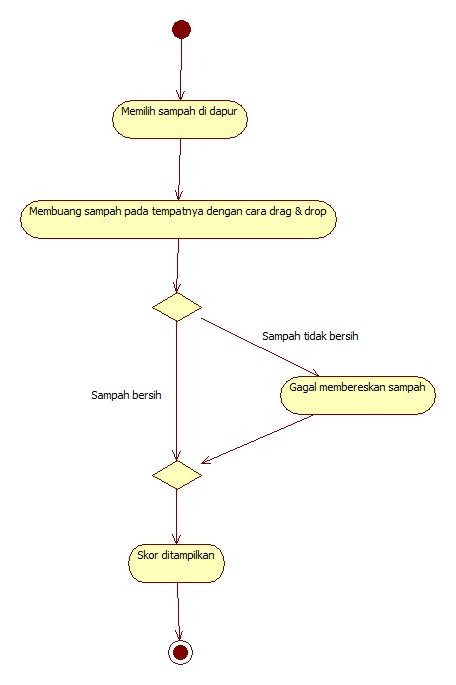 Memilih sampah di dapur
Membuang sampah pada tempatnya dengan cara drag & drop
Sampah tidak bersih
Gagal membereskan sampah
Sampah bersih
Skor ditampilkan